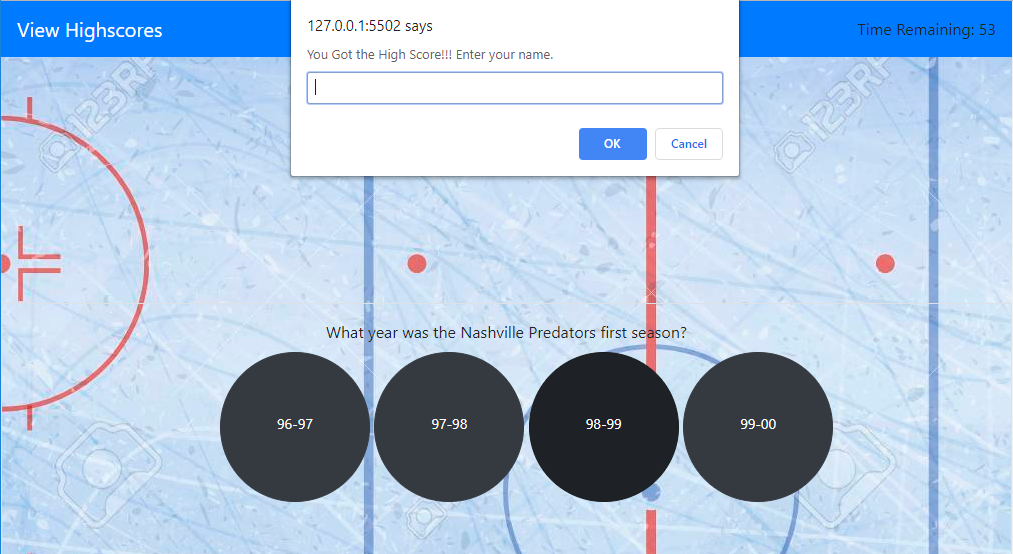 View Highscores
127.0.0.1:5502 says
Time Remaining: 53
You Got the High Score!!! Enter your name.
OK
Cancel
123RF
123RF
What year was the Nashville Predators first season?
96-97
97-98
98-99
99-00